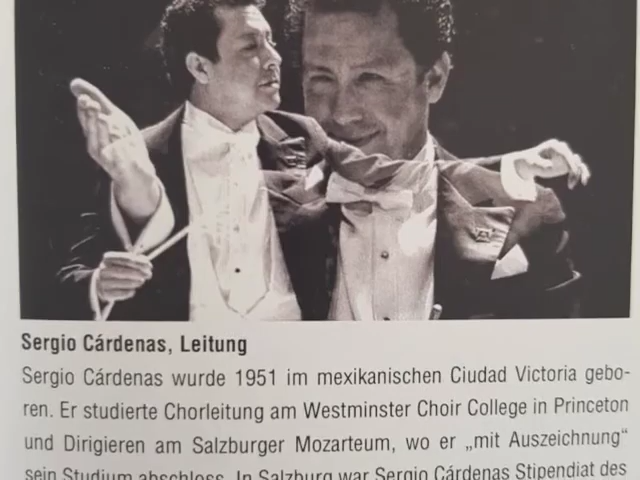 Sergio Cárdenas, Leitung
Sergio Cárdenas wurde 1951 im mexikanischen Ciudad Victoria gebo-
ren. Er studierte Chorleitung am Westminster Choir College in Princeton
und Dirigieren am Salzburger Mozarteum, wo er „mit Auszeichnung“
sein Studium abschloss. In Salzburg war Sergio Cárdenas Stipendiat des